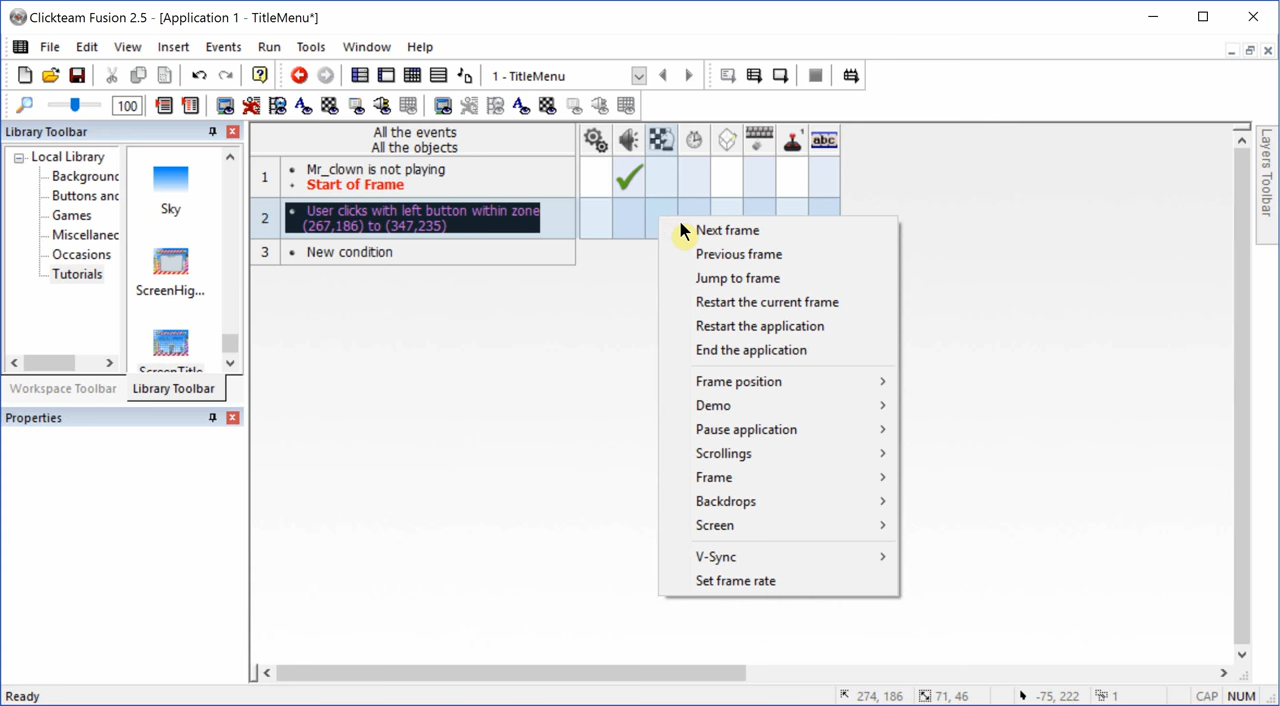 Clickteam Fusion 2.5 - [Application 1 - TitleMenu*]
File Edit View Insert Events Run Tools Window Help
1 - TitleMenu
100
Library Toolbar
Local Library
Background
Buttons and
Games
Miscellanec
Occasions
Tutorials
Sky
ScreenHig...
ScreenTitle
Workspace Toolbar Library Toolbar
Properties
All the events
All the objects
1
Mr_clown is not playing
Start of Frame
2
User clicks with left button within zone
(267,186) to (347,235)
3 New condition
abc
Next frame
Previous frame
Jump to frame
Restart the current frame
Restart the application
End the application
Frame position
Demo
Pause application
Scrollings
Frame
Backdrops
Screen
V-Sync
Set frame rate
Layers Toolbar
Ready 274, 186 71, 46 -75, 222 1 CAP NUM